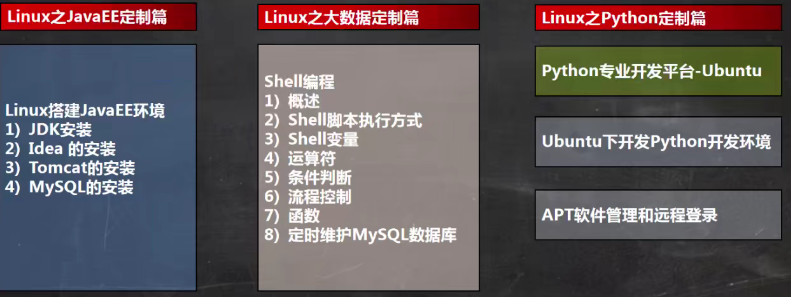 Linux之JavaEE定制篇
Linux搭建JavaEE环境
1) JDK安装
2) Idea 的安装
3) Tomcat的安装
4) MySQL的安装
Linux之大数据定制篇
Shell编程
1) 概述
2) Shell脚本执行方式
3) Shell变量
4) 运算符
5) 条件判断
6) 流程控制
7) 函数
8) 定时维护MySQL数据库
Linux之Python定制篇
Python专业开发平台-Ubuntu
Ubuntu下开发Python开发环境
APT软件管理和远程登录